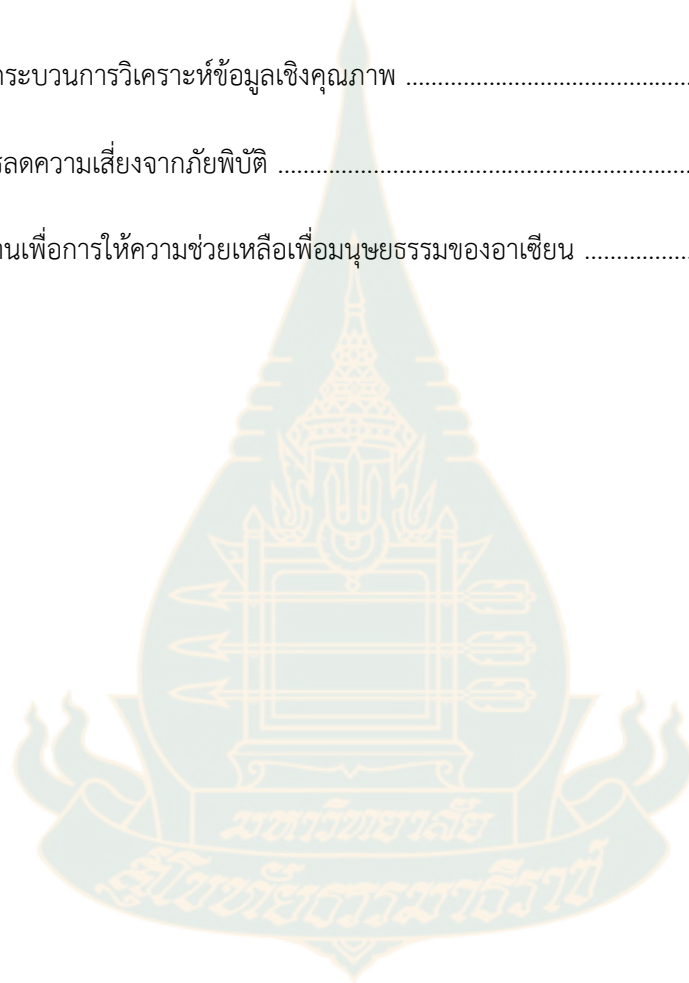 กระบวนการวิเคราะห์ข้อมูลเชิงคุณภาพ ......................................................
ลดความเสี่ยงจากภัยพิบัติ ................................................................................
านเพื่อการให้ความช่วยเหลือเพื่อมนุษยธรรมของอาเซียน ....................
มหาวิทยาลัย
สุโขทัยธรรมาธิราช